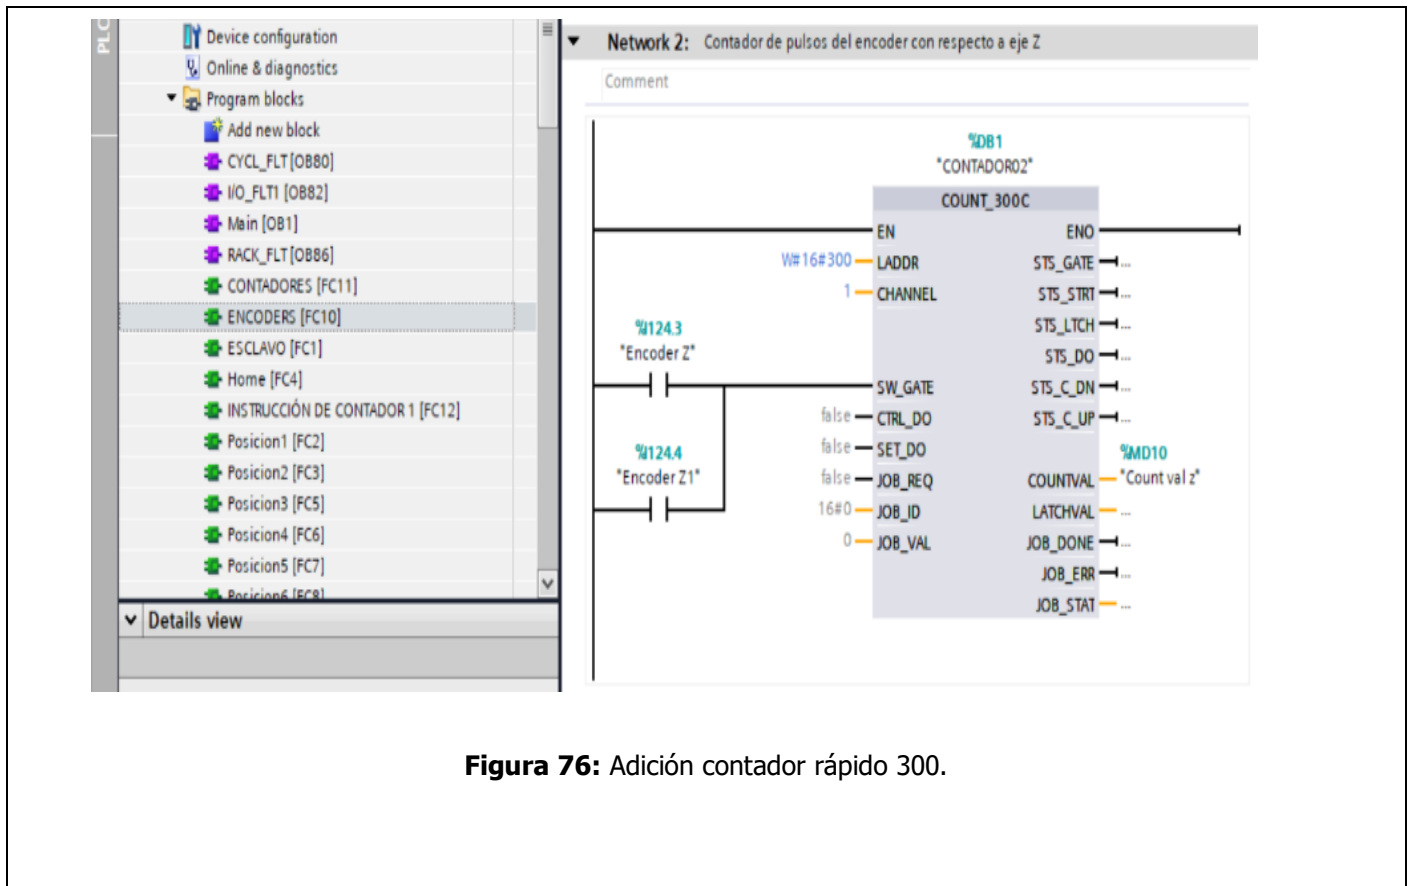 PLC
Device configuration
Online & diagnostics
Program blocks
Add new block
CYCL_FLT [OB80]
I/O_FLT1 [OB82]
Main [OB1]
RACK_FLT [OB86]
CONTADORES [FC11]
ENCODERS [FC10]
ESCLAVO [FC1]
Home [FC4]
INSTRUCCIÓN DE CONTADOR 1 [FC12]
Posicion1 [FC2]
Posicion2 [FC3]
Posicion3 [FC5]
Posicion4 [FC6]
Posicion5 [FC7]
Posicion6 [FC8]
Details view
Network 2: Contador de pulsos del encoder con respecto a eje Z
Comment
%DB1
"CONTADOR02"
COUNT_300C
EN ENO
W#16#300 LADDR STS_GATE ...
1 CHANNEL STS_STRT ...
%I124.3 STS_LTCH ...
"Encoder Z" STS_DO ...
SW_GATE STS_C_DN ...
false CTRL_DO STS_C_UP ...
%I124.4 false SET_DO %MD10
"Encoder Z1" false JOB_REQ COUNTVAL "Count val z"
16#0 JOB_ID LATCHVAL ...
0 JOB_VAL JOB_DONE ...
JOB_ERR ...
JOB_STAT ...
Figura 76: Adición contador rápido 300.